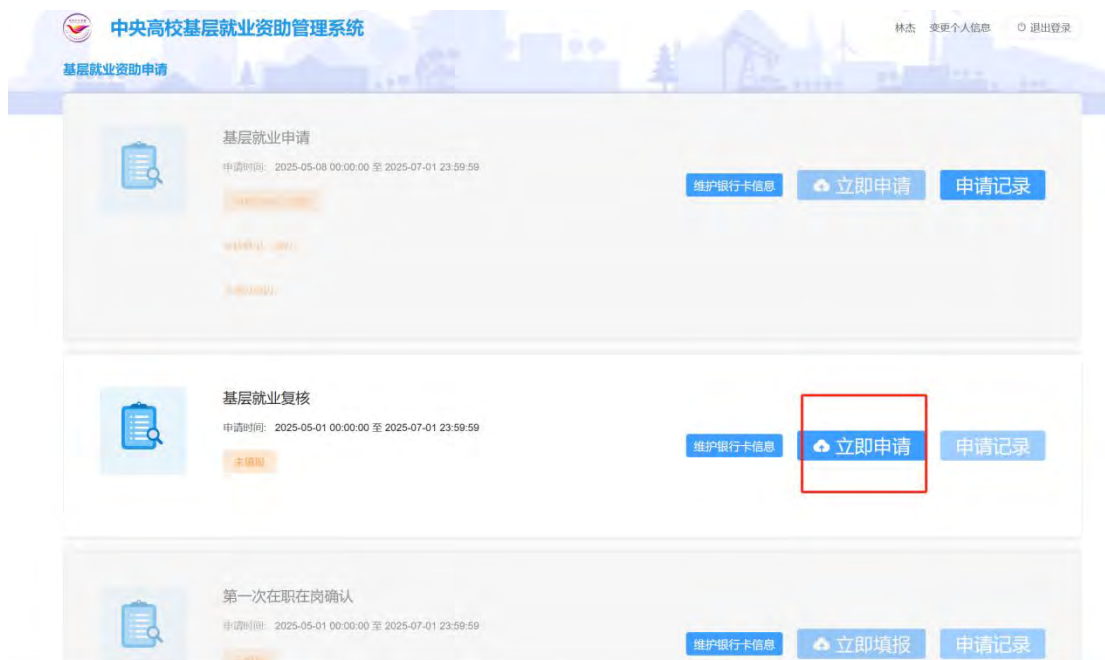 中央高校基层就业资助管理系统
林杰 变更个人信息 退出登录
基层就业资助申请
基层就业申请
申请时间: 2025-05-08 00:00:00 至 2025-07-01 23:59:59
维护银行卡信息 立即申请 申请记录
基层就业复核
申请时间: 2025-05-01 00:00:00 至 2025-07-01 23:59:59
未填报
维护银行卡信息 立即申请 申请记录
第一次在职在岗确认
申请时间: 2025-05-01 00:00:00 至 2025-07-01 23:59:59
维护银行卡信息 立即填报 申请记录